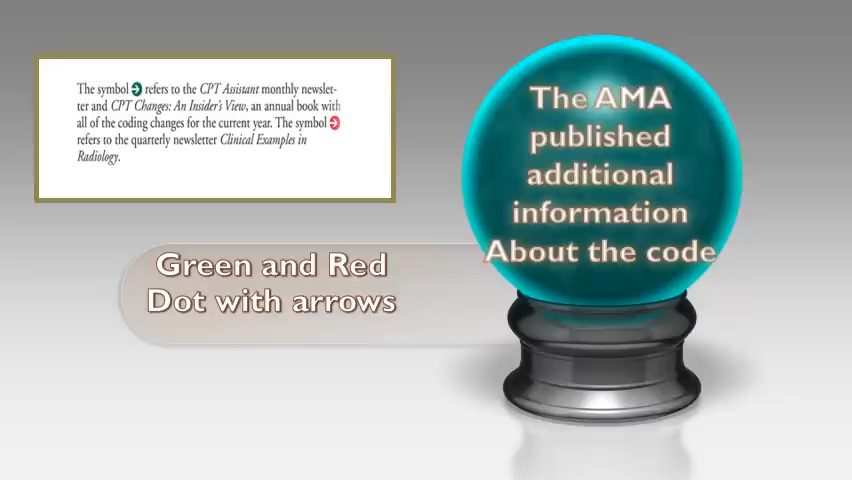 The symbol refers to the CPT Assistant monthly newslet-
ter and CPT Changes: An Insider's View, an annual book with
all of the coding changes for the current year. The symbol
refers to the quarterly newsletter Clinical Examples in
Radiology.
Green and Red
Dot with arrows
The AMA
published
additional
information
About the code